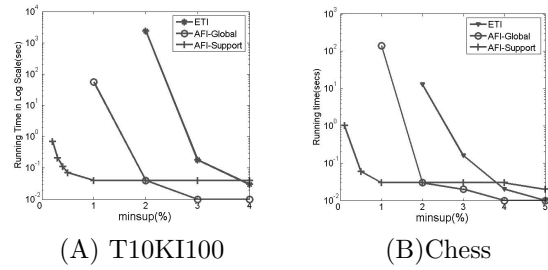 10^4
10^3
10^2
10^1
10^0
10^-1
10^-2
Running Time in Log Scale(sec)
ETI
AFI-Global
AFI-Support
0 1 2 3 4
minsup(%)
(A) T10KI100
10^3
10^2
10^1
10^0
10^-1
10^-2
Running time(secs)
ETI
AFI-Global
AFI-Support
0 1 2 3 4 5
minsup(%)
(B)Chess